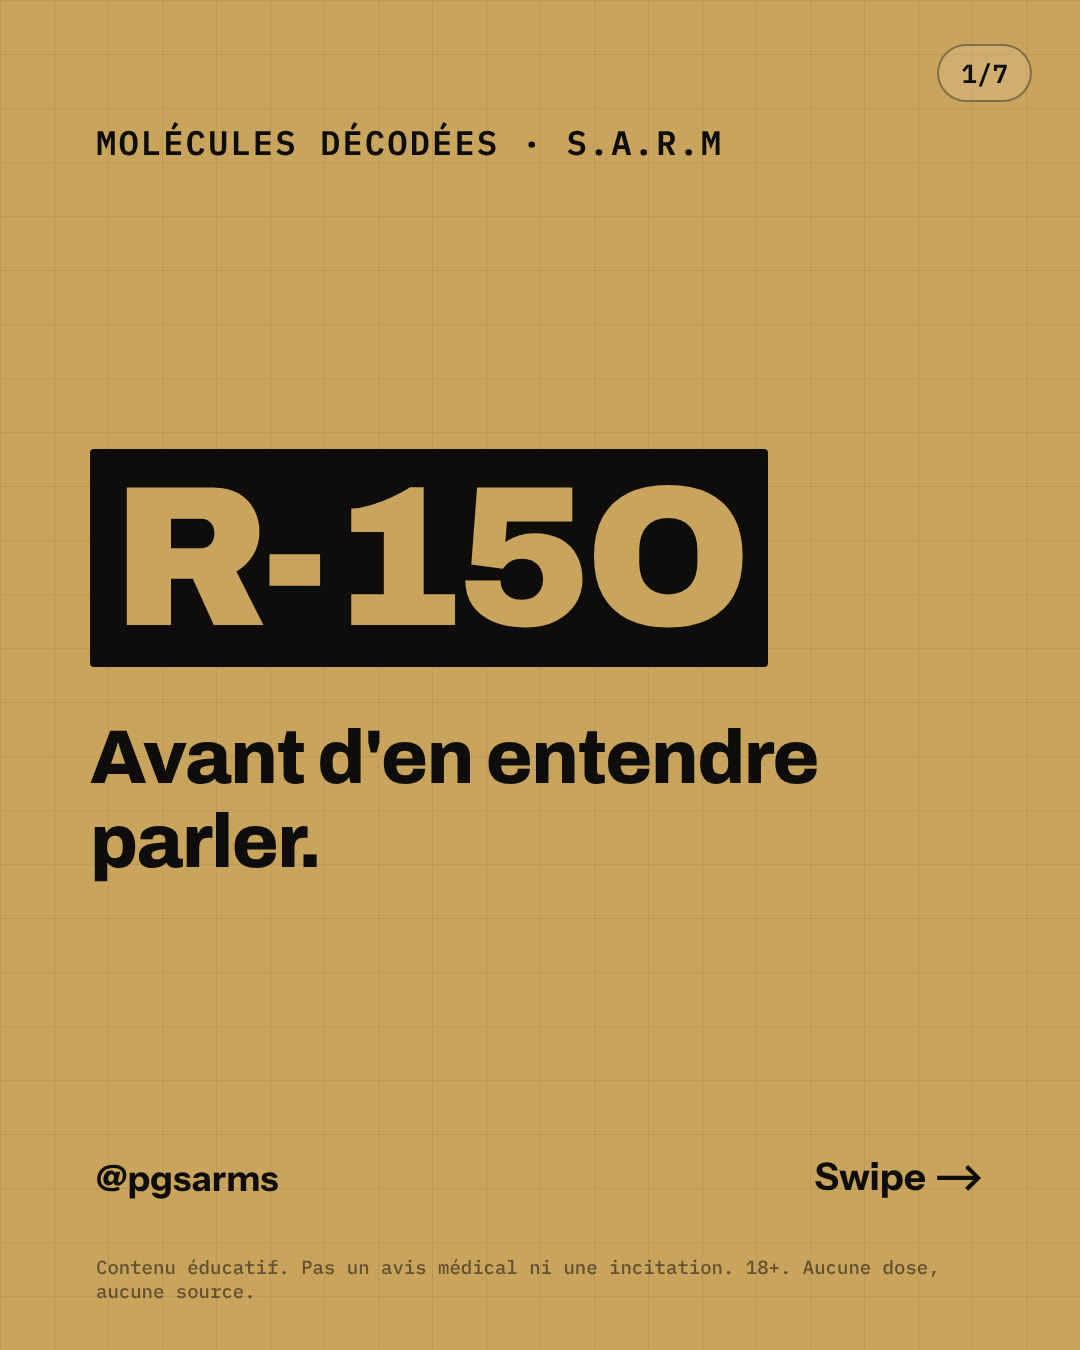 1/7
MOLÉCULES DÉCODÉES · S.A.R.M
R-150
Avant d'en entendre
parler.
@pgsarms
Swipe →
Contenu éducatif. Pas un avis médical ni une incitation. 18+. Aucune dose,
aucune source.